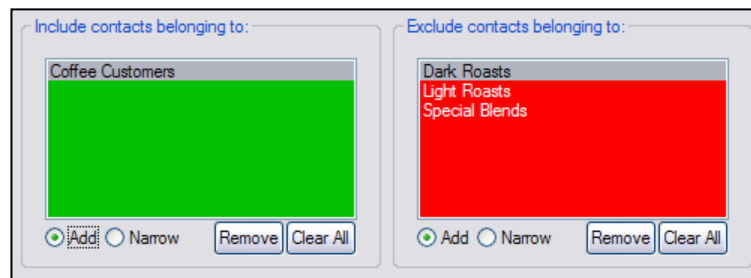 Include contacts belonging to:
Coffee Customers
Add Narrow Remove Clear All
Exclude contacts belonging to:
Dark Roasts
Light Roasts
Special Blends
Add Narrow Remove Clear All